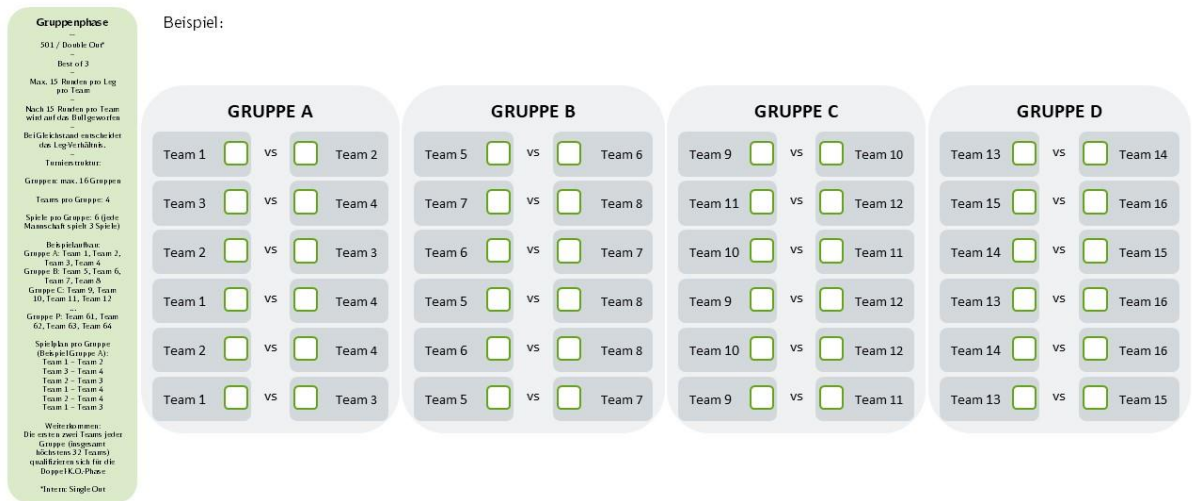 Gruppenphase
–
501 / Double Out*
–
Best of 3
–
Max. 15 Runden pro Leg
pro Team
–
Nach 15 Runden pro Team
wird auf das Bull geworfen
–
Bei Gleichstand entscheidet
das Leg-Verhältnis.
–
Turnierstruktur:
Gruppen: max. 16 Gruppen
Teams pro Gruppe: 4
Spiele pro Gruppe: 6 (jede
Mannschaft spielt 3 Spiele)
Beispielaufbau:
Gruppe A: Team 1, Team 2,
Team 3, Team 4
Gruppe B: Team 5, Team 6,
Team 7, Team 8
Gruppe C: Team 9, Team
10, Team 11, Team 12
...
Gruppe P: Team 61, Team
62, Team 63, Team 64
Spielplan pro Gruppe
(Beispiel Gruppe A):
Team 1 – Team 2
Team 3 – Team 4
Team 2 – Team 3
Team 1 – Team 4
Team 2 – Team 4
Team 1 – Team 3
Weiterkommen:
Die ersten zwei Teams jeder
Gruppe (insgesamt
höchstens 32 Teams)
qualifizieren sich für die
Doppel-K.O.-Phase
*Intern: Single Out
Beispiel:
GRUPPE A
Team 1 vs Team 2
Team 3 vs Team 4
Team 2 vs Team 3
Team 1 vs Team 4
Team 2 vs Team 4
Team 1 vs Team 3
GRUPPE B
Team 5 vs Team 6
Team 7 vs Team 8
Team 6 vs Team 7
Team 5 vs Team 8
Team 6 vs Team 8
Team 5 vs Team 7
GRUPPE C
Team 9 vs Team 10
Team 11 vs Team 12
Team 10 vs Team 11
Team 9 vs Team 12
Team 10 vs Team 12
Team 9 vs Team 11
GRUPPE D
Team 13 vs Team 14
Team 15 vs Team 16
Team 14 vs Team 15
Team 13 vs Team 16
Team 14 vs Team 16
Team 13 vs Team 15